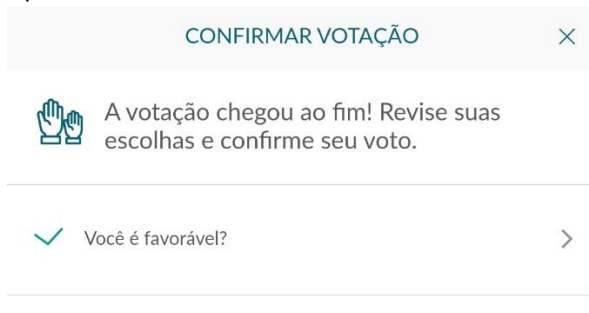 CONFIRMAR VOTAÇÃO
A votação chegou ao fim! Revise suas
escolhas e confirme seu voto.
Você é favorável?